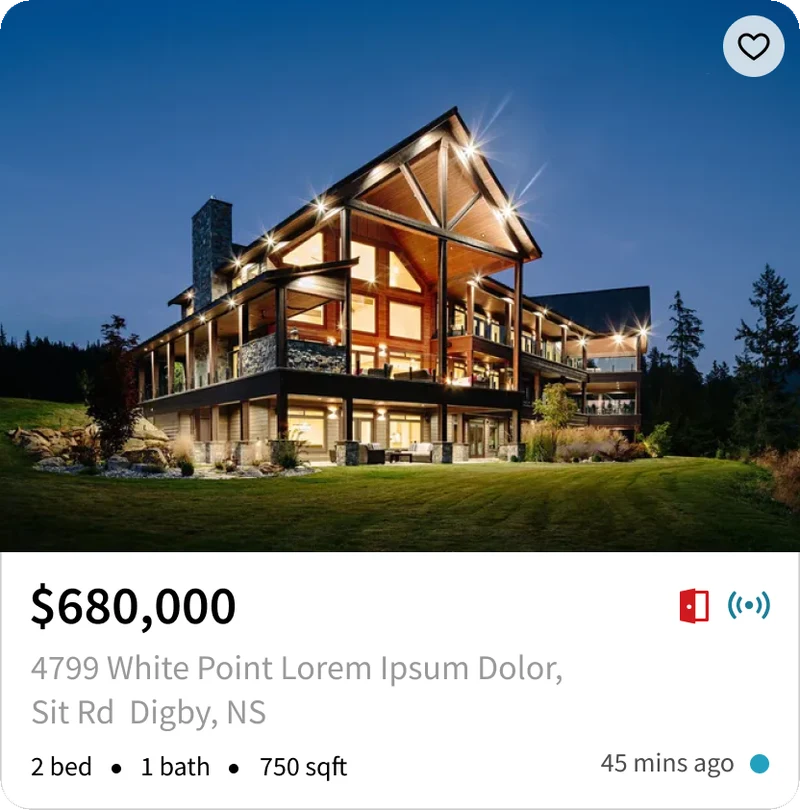 $680,000
4799 White Point Lorem Ipsum Dolor,
Sit Rd  Digby, NS
2 bed • 1 bath • 750 sqft
45 mins ago